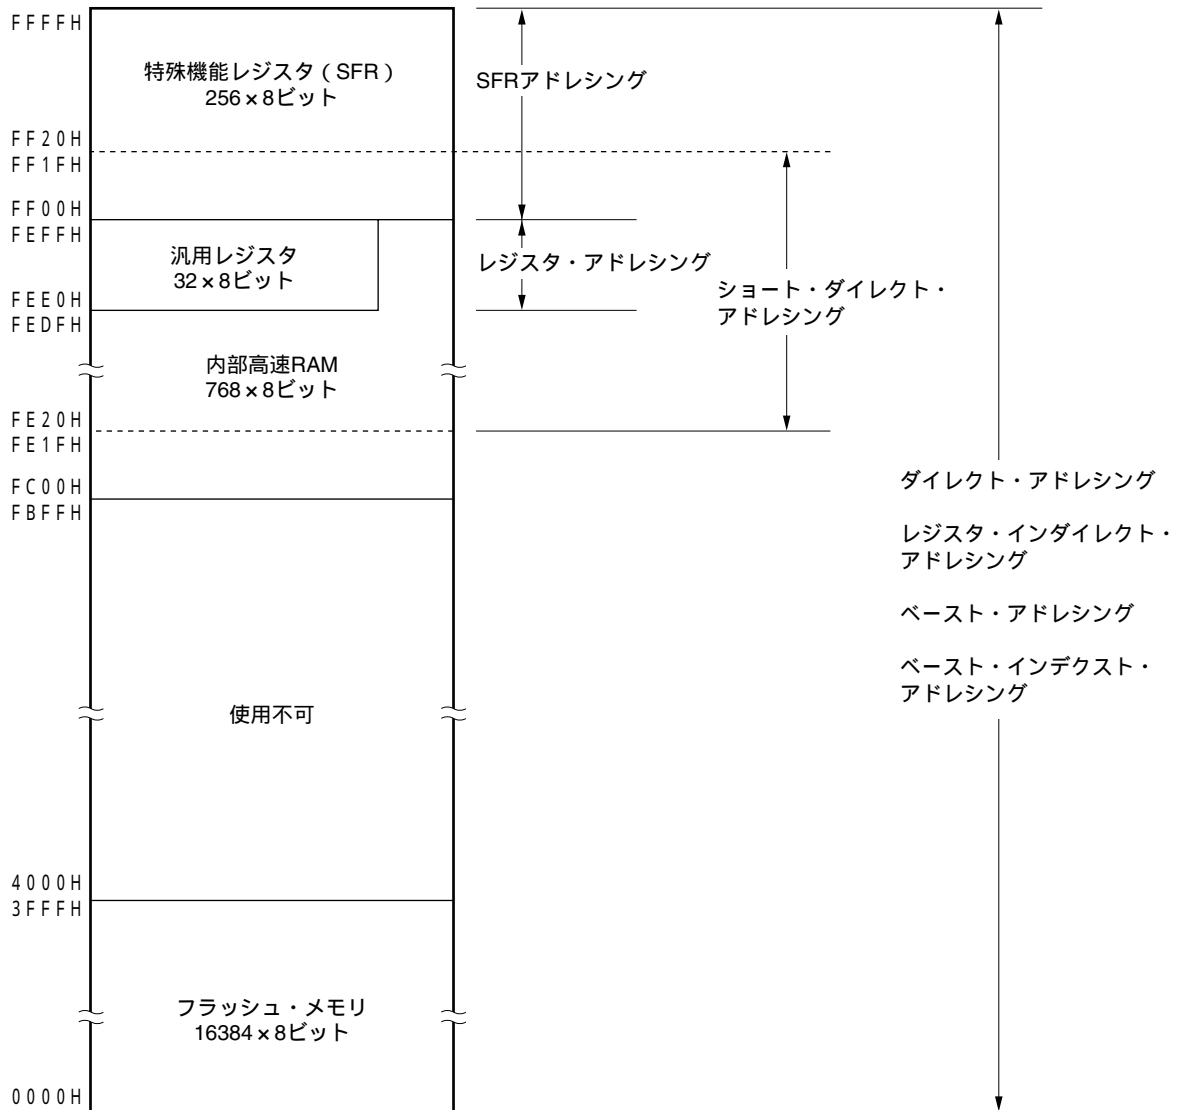 FFFFH
特殊機能レジスタ（SFR）
256×8ビット
SFRアドレシング
FF20H
FF1FH
FF00H
FEFFH
汎用レジスタ
32×8ビット
レジスタ・アドレシング
ショート・ダイレクト・
アドレシング
FEE0H
FEDFH
内部高速RAM
768×8ビット
FE20H
FE1FH
FC00H
FBFFH
ダイレクト・アドレシング
レジスタ・インダイレクト・
アドレシング
ベースト・アドレシング
ベースト・インデクスト・
アドレシング
使用不可
4000H
3FFFH
フラッシュ・メモリ
16384×8ビット
0000H